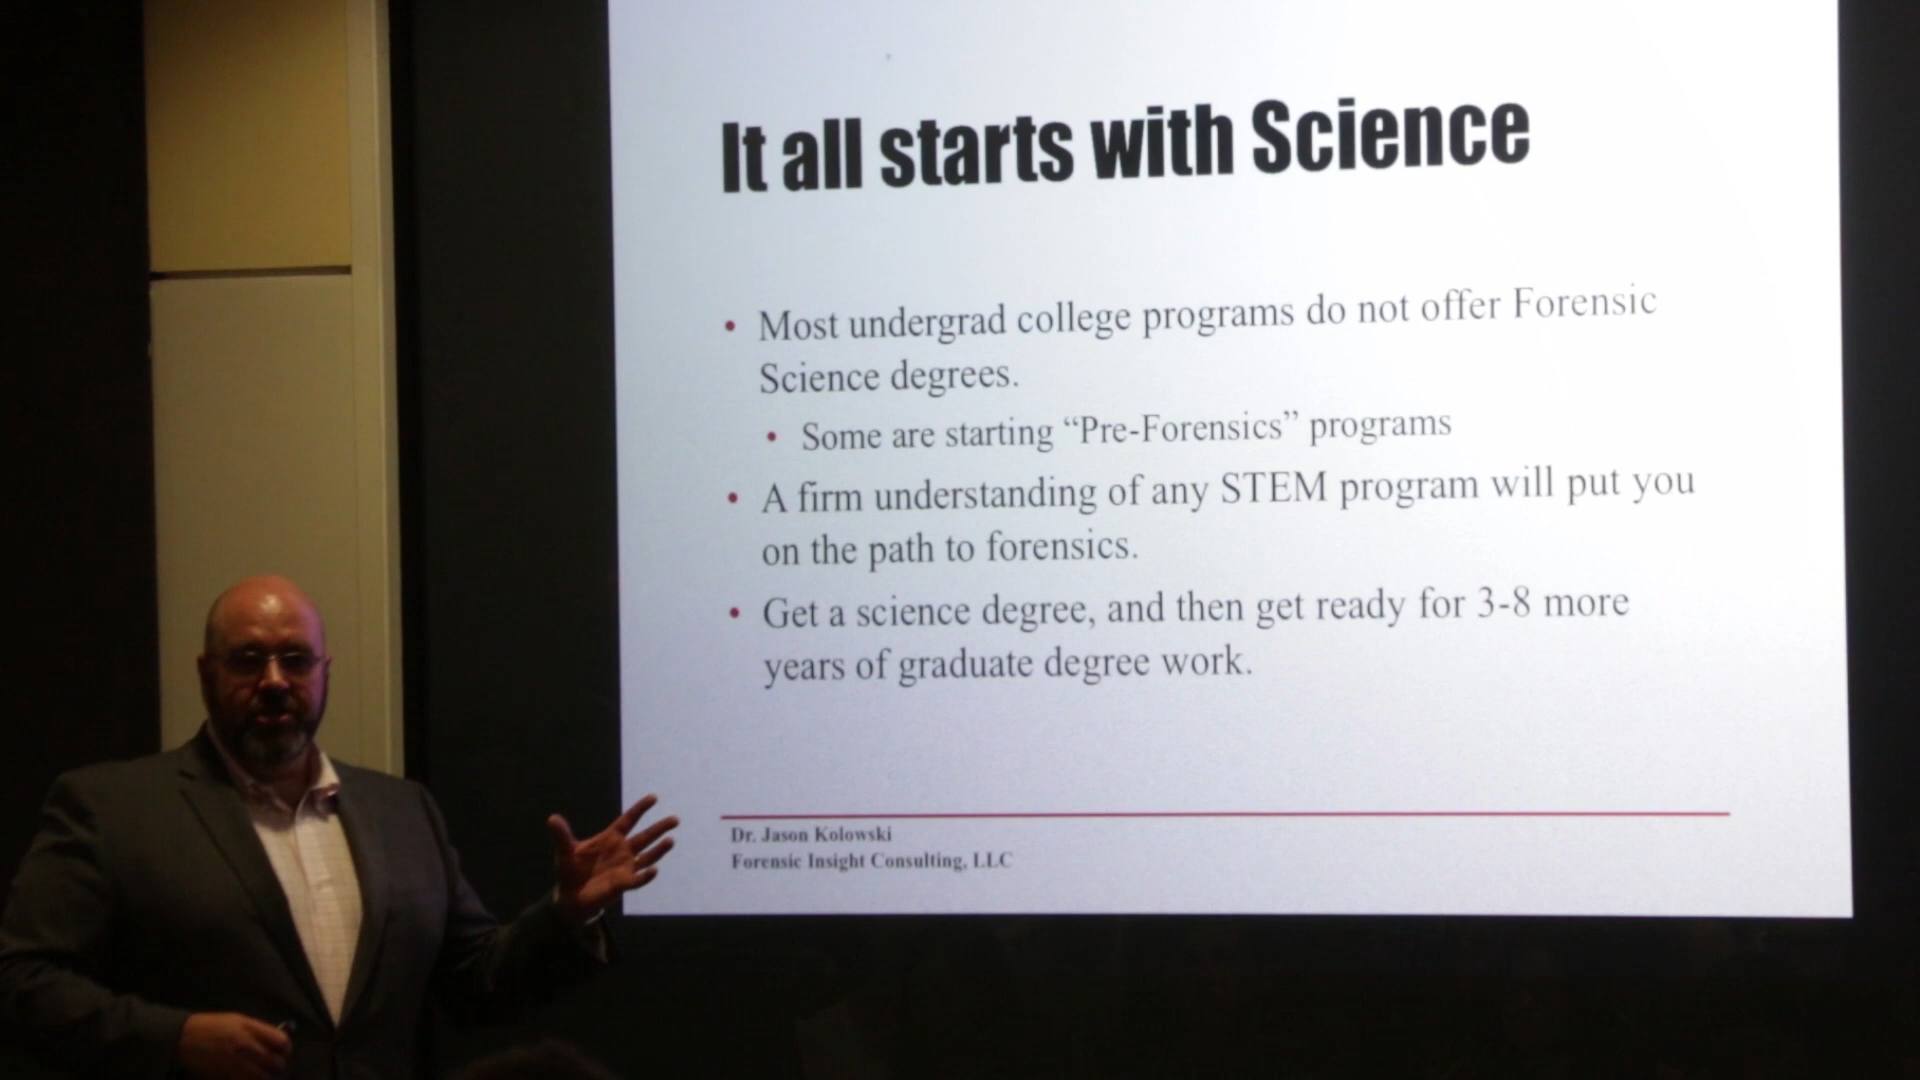 It all starts with Science
• Most undergrad college programs do not offer Forensic
Science degrees.
• Some are starting “Pre-Forensics” programs
• A firm understanding of any STEM program will put you
on the path to forensics.
• Get a science degree, and then get ready for 3-8 more
years of graduate degree work.
Dr. Jason Kolowski
Forensic Insight Consulting, LLC